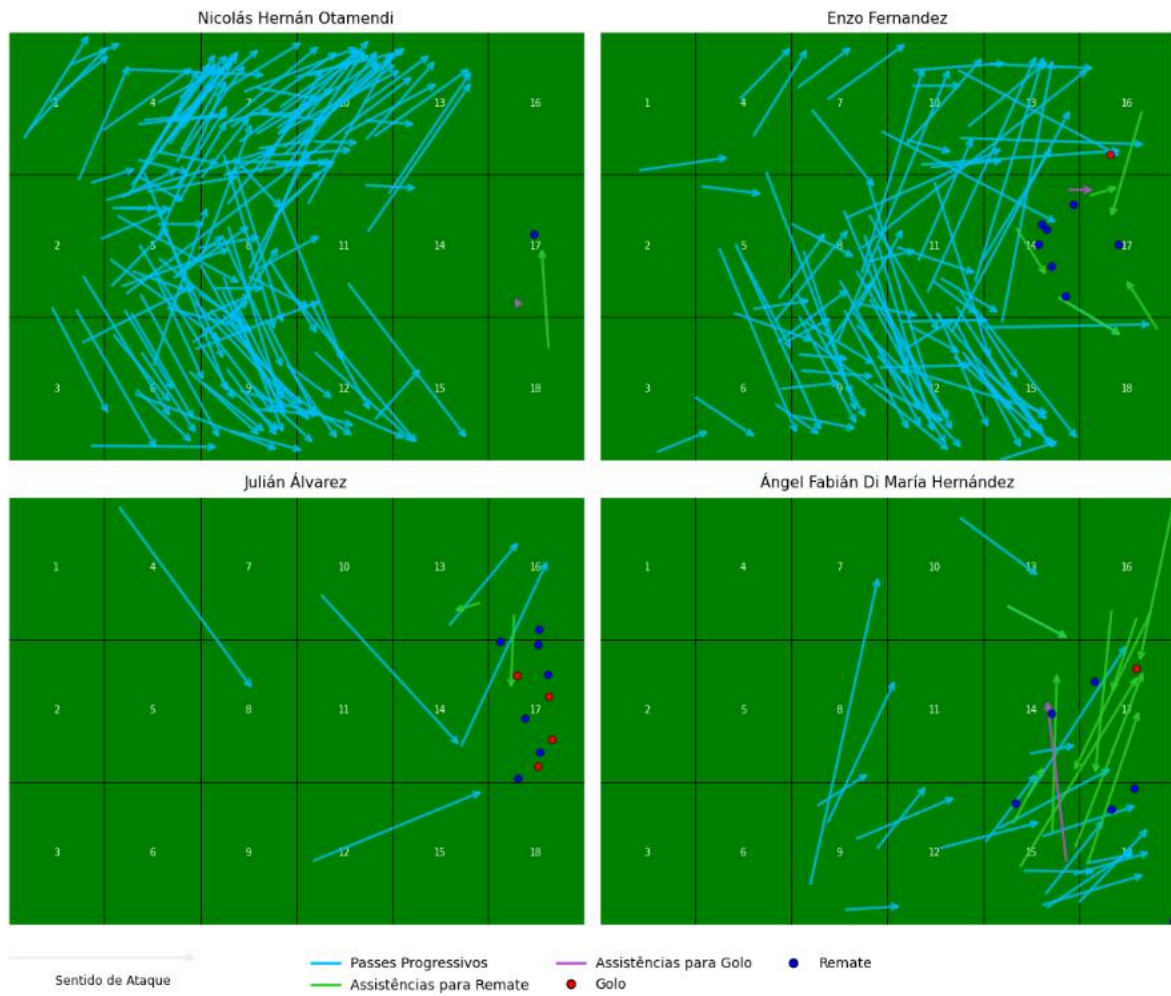 Nicolás Hernán Otamendi
Enzo Fernandez
1 4 7 10 13 16
2 5 8 11 14 17
3 6 9 12 15 18
1 4 7 10 13 16
2 5 8 11 14 17
3 6 9 12 15 18
Julián Álvarez
Ángel Fabián Di María Hernández
1 4 7 10 13 16
2 5 8 11 14 17
3 6 9 12 15 18
1 4 7 10 13 16
2 5 8 11 14 17
3 6 9 12 15 18
Sentido de Ataque
Passes Progressivos
Assistências para Remate
Assistências para Golo
Golo
Remate